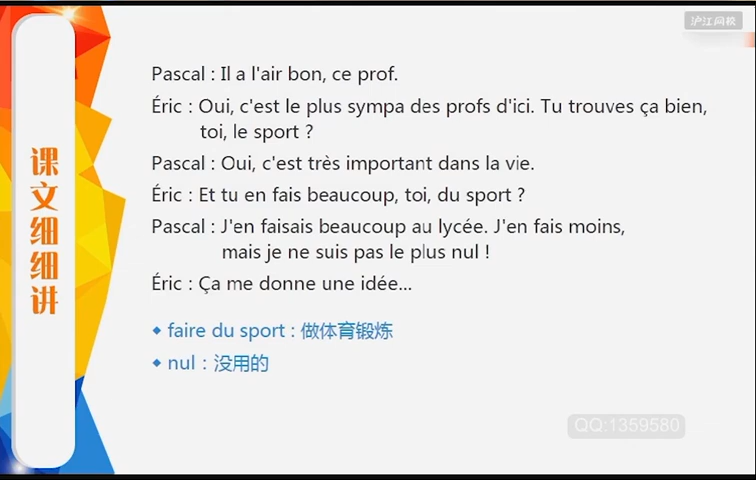 沪江网校
Pascal : Il a l'air bon, ce prof.
Éric : Oui, c'est le plus sympa des profs d'ici. Tu trouves ça bien,
toi, le sport ?
Pascal : Oui, c'est très important dans la vie.
Éric : Et tu en fais beaucoup, toi, du sport ?
Pascal : J'en faisais beaucoup au lycée. J'en fais moins,
mais je ne suis pas le plus nul !
Éric : Ça me donne une idée...
课文细细讲
◆ faire du sport : 做体育锻炼
◆ nul : 没用的
QQ:1359580